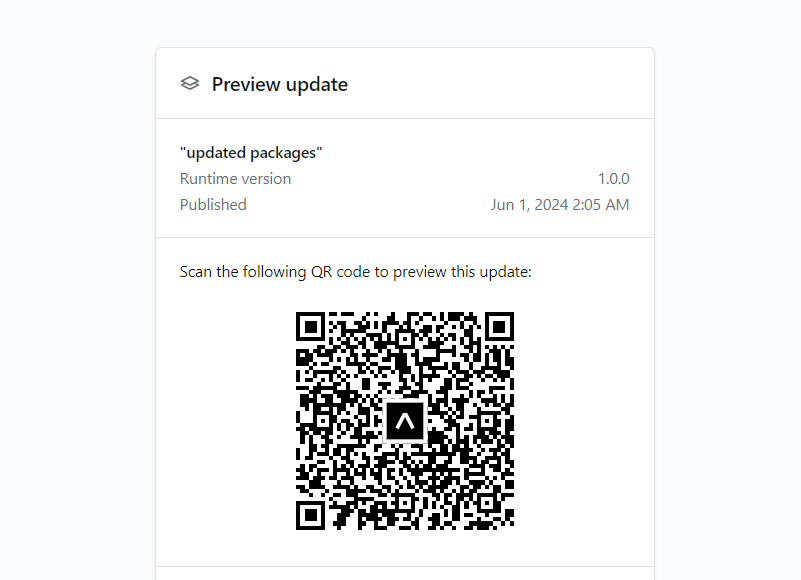 Preview update
"updated packages"
Runtime version 1.0.0
Published Jun 1, 2024 2:05 AM
Scan the following QR code to preview this update: